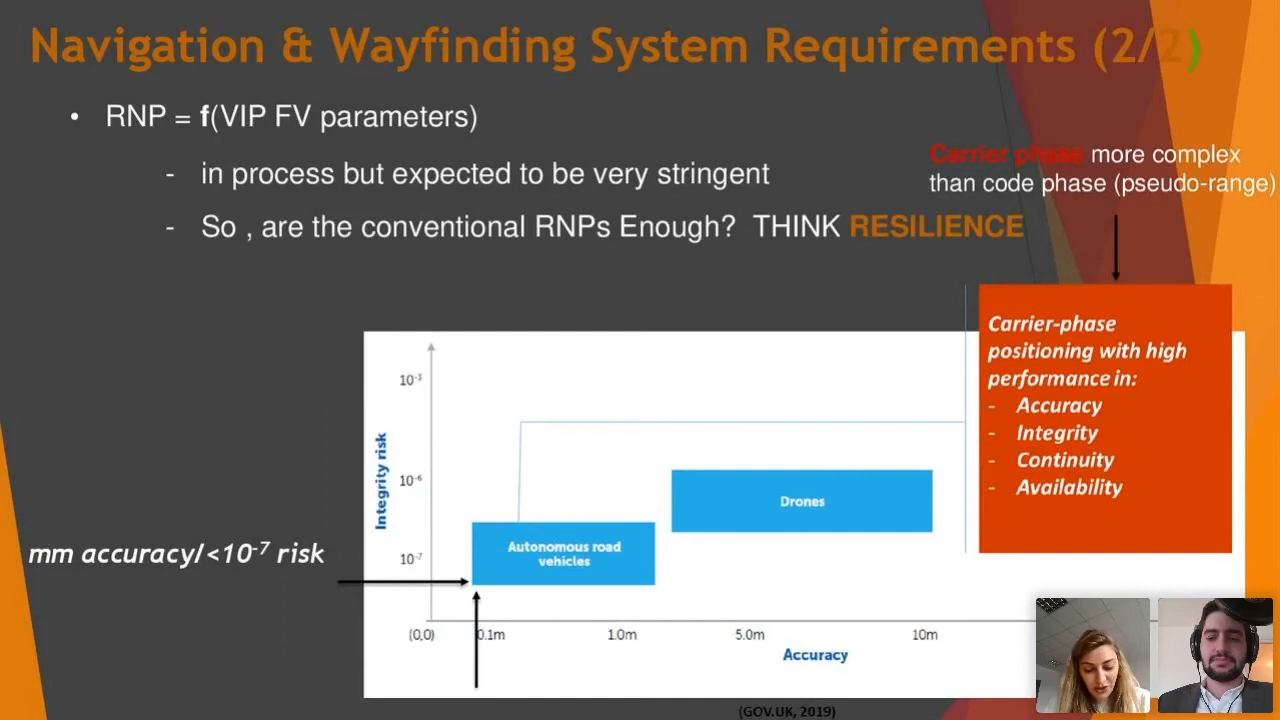 Navigation & Wayfinding System Requirements (2/2)
• RNP = f(VIP FV parameters)
- in process but expected to be very stringent
- So , are the conventional RNPs Enough? THINK RESILIENCE
Carrier phase more complex
than code phase (pseudo-range)
Carrier-phase
positioning with high
performance in:
- Accuracy
- Integrity
- Continuity
- Availability
mm accuracy/<10⁻⁷ risk
Integrity risk
10⁻³
10⁻⁶
10⁻⁷
Drones
Autonomous road
vehicles
(0,0) 0.1m 1.0m 5.0m 10m
Accuracy
(GOV.UK, 2019)